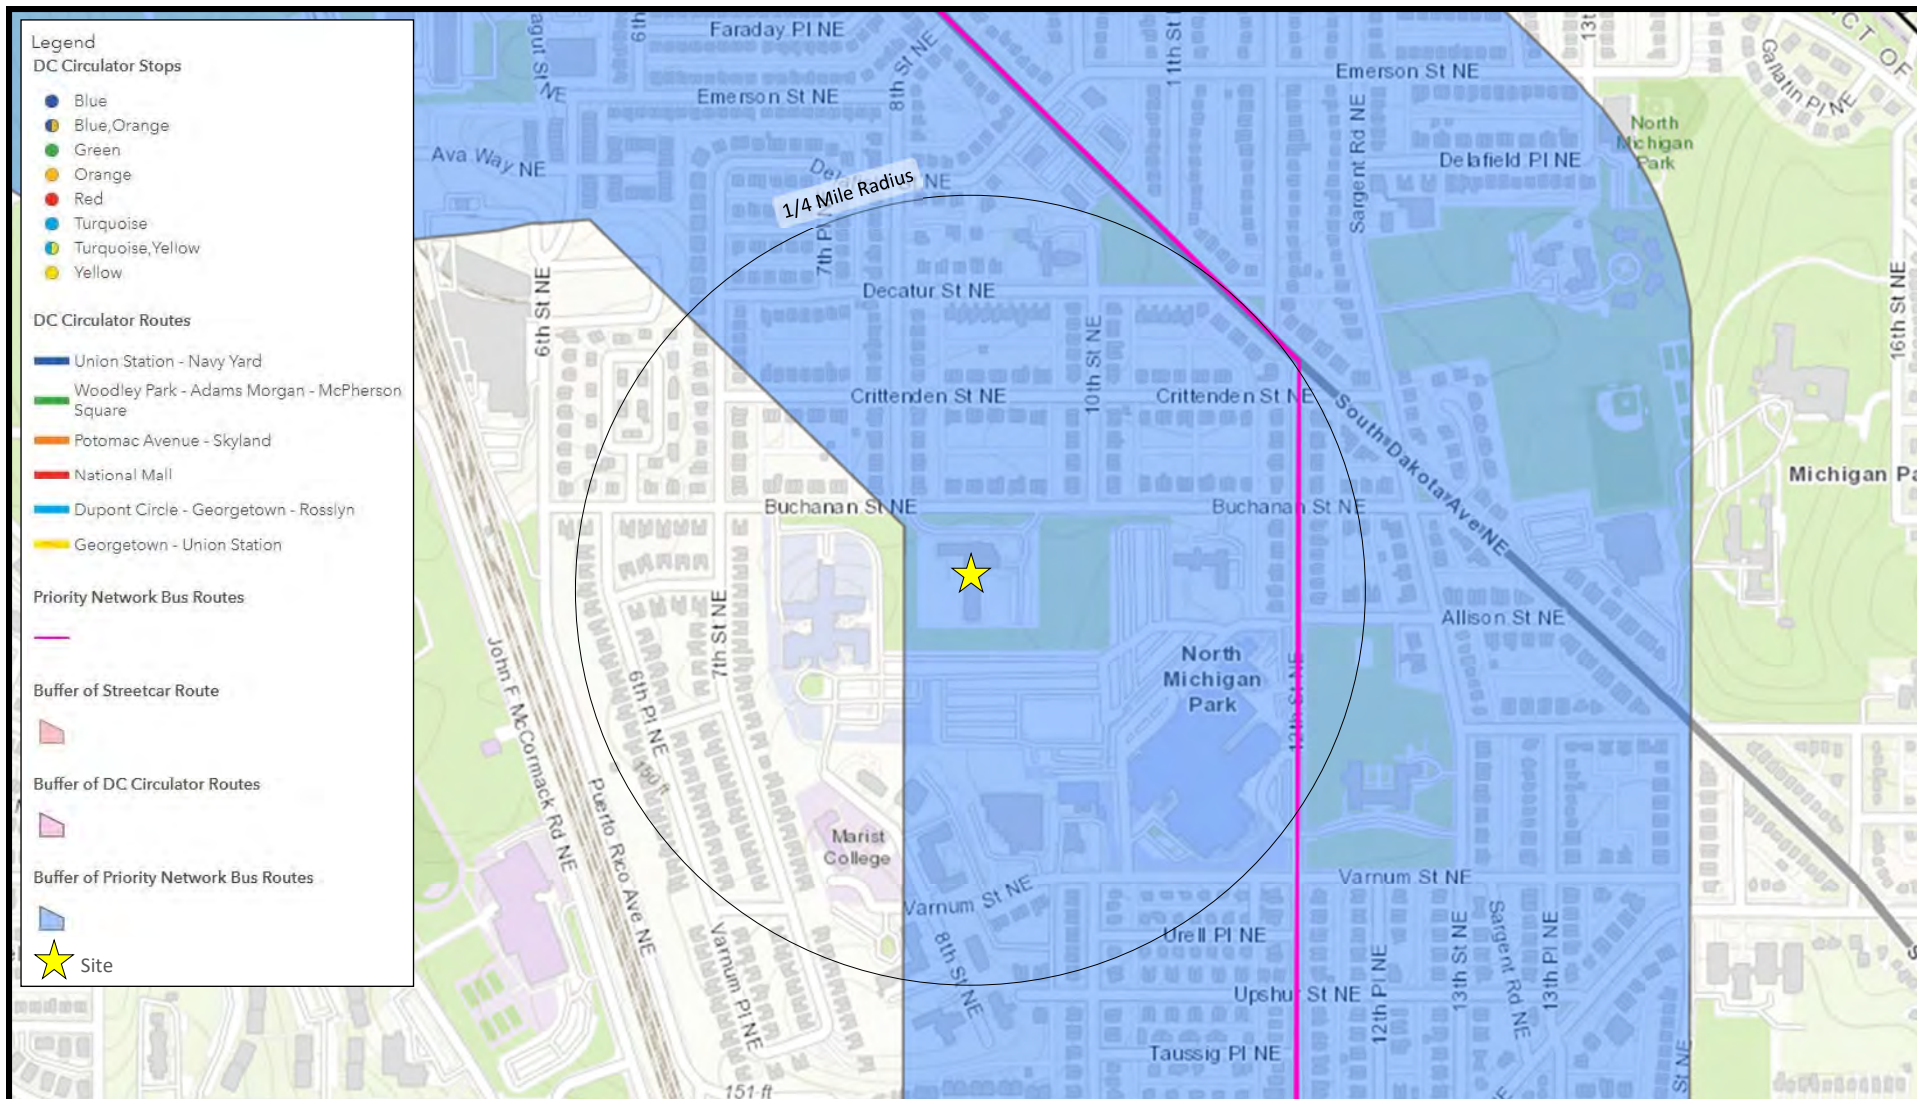 Legend
DC Circulator Stops
Blue
Blue,Orange
Green
Orange
Red
Turquoise
Turquoise,Yellow
Yellow
DC Circulator Routes
Union Station - Navy Yard
Woodley Park - Adams Morgan - McPherson
Square
Potomac Avenue - Skyland
National Mall
Dupont Circle - Georgetown - Rosslyn
Georgetown - Union Station
Priority Network Bus Routes
Buffer of Streetcar Route
Buffer of DC Circulator Routes
Buffer of Priority Network Bus Routes
Site
Faraday Pl NE
6th
8th St NE
11th St
13t
Gallatin Pl NE
CT OF
Emerson St NE
Emerson St NE
Sargent Rd NE
North
Michigan
Park
Ava Way NE
NE
1/4 Mile Radius
Delafield Pl NE
7th Pl
6th St NE
Decatur St NE
10th St NE
16th St NE
Crittenden St NE
Crittenden St NE
South Dakota Ave NE
Michigan Pa
Buchanan St NE
Buchanan St NE
7th St NE
Allison St NE
John F McCormack Rd NE
6th Pl NE
North
Michigan
Park
12th St NE
150 ft
Puerto Rico Ave NE
Marist
College
Varnum St NE
Varnum St NE
8th St NE
Urell Pl NE
Varnum Pl NE
Upshur St NE
12th Pl NE
13th St NE
Sargent Rd NE
13th Pl NE
Taussig Pl NE
151 ft
St NE